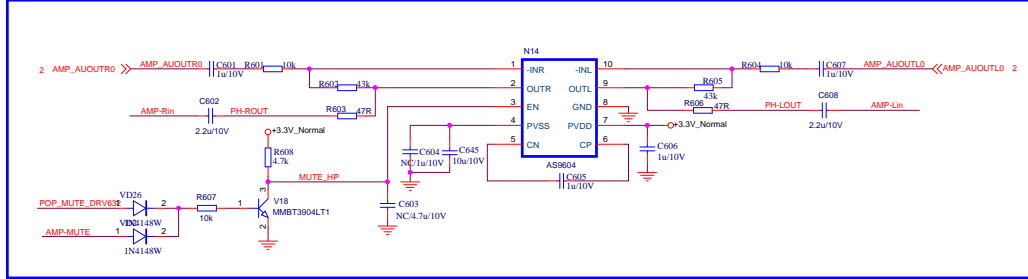 N14
AMP_AUOUTR0
C601
R601
10k
1
-INR
-INL
10
R604
10k
C607
AMP_AUOUTL0
2 AMP_AUOUTR0
1u/10V
1u/10V
AMP_AUOUTL0 2
R602
43k
2
OUTR
OUTL
9
R605
43k
AMP-Rin
C602
PH-ROUT
R603
47R
3
EN
GND
8
R606
47R
PH-LOUT
C608
AMP-Lin
2.2u/10V
2.2u/10V
4
PVSS
PVDD
7
+3.3V_Normal
+3.3V_Normal
5
CN
CP
6
R608
4.7k
C604
NC/1u/10V
C645
10u/10V
C606
1u/10V
AS9604
C605
1u/10V
MUTE_HP
3
C603
NC/4.7u/10V
V18
MMBT3904LT1
1
2
POP_MUTE_DRV632
VD26
2
R607
10k
1N4148W
AMP-MUTE
1
2
1N4148W